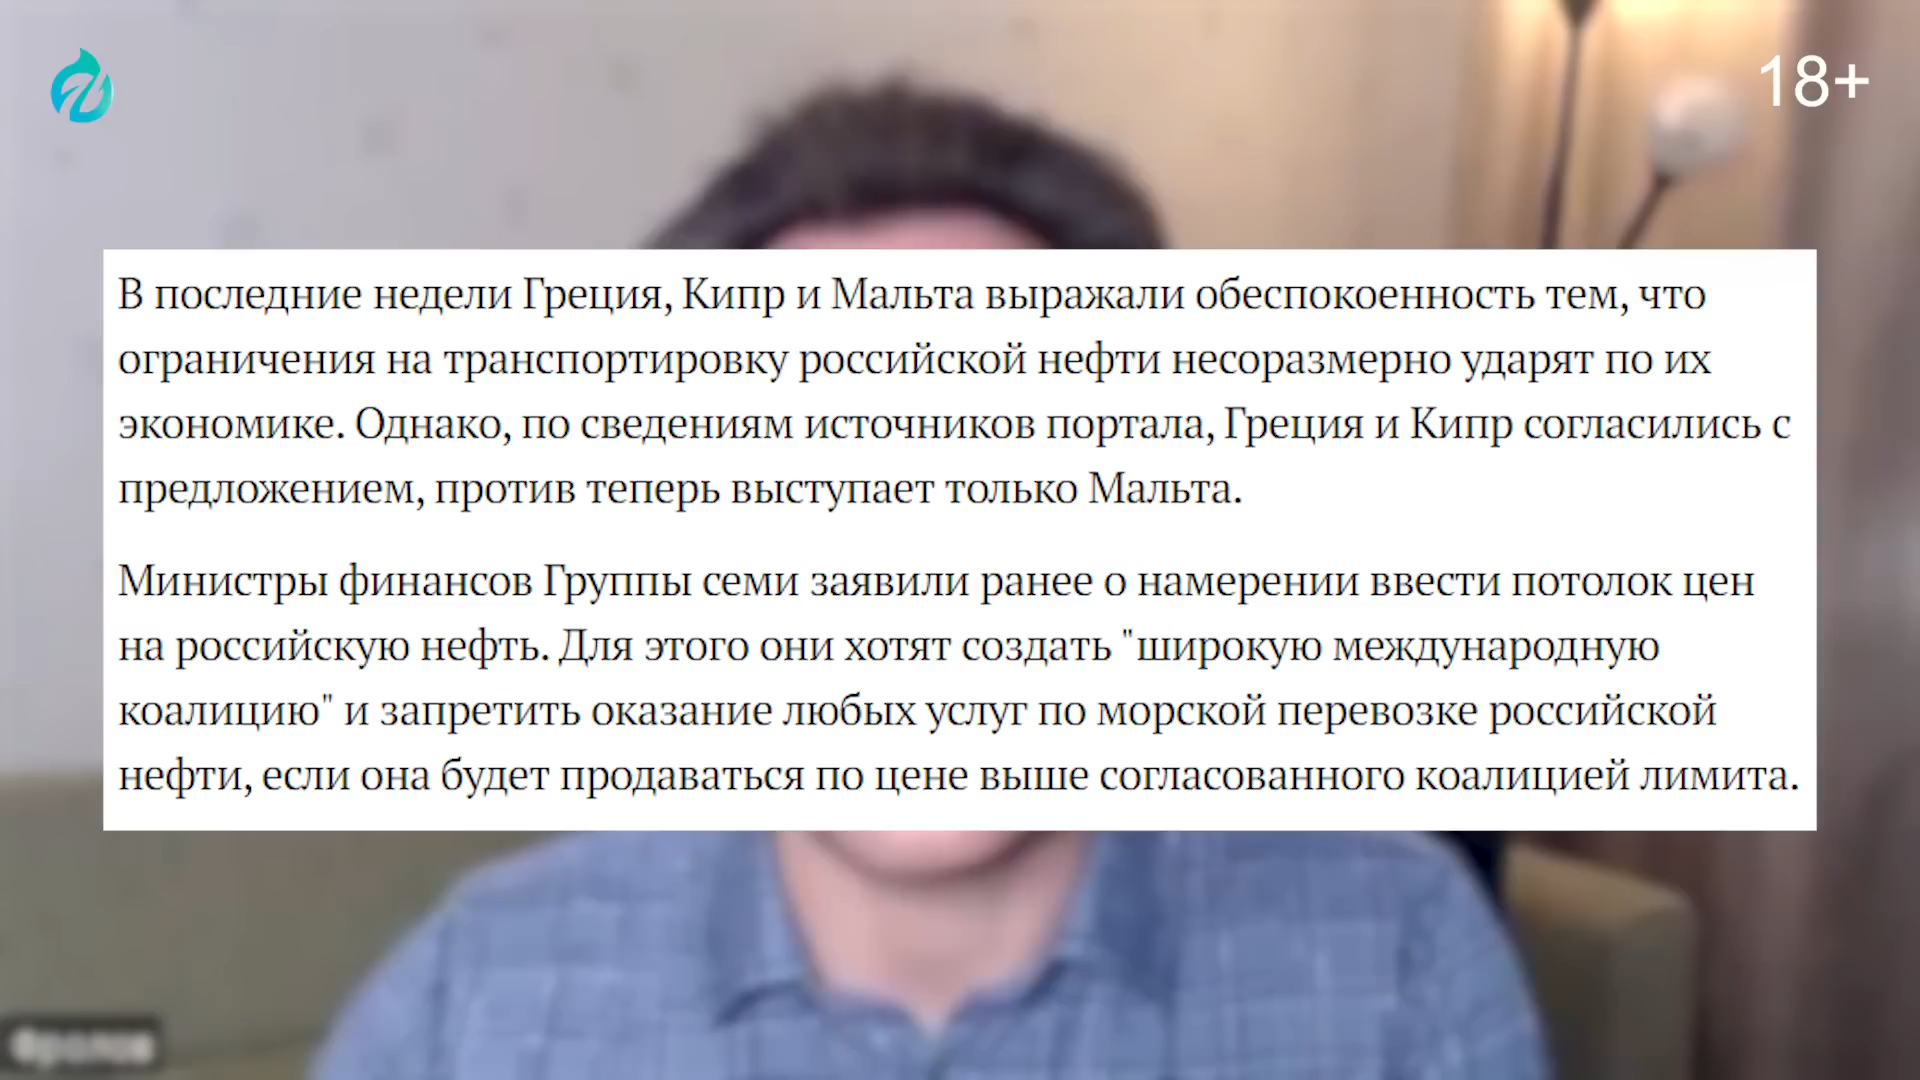 18+
В последние недели Греция, Кипр и Мальта выражали обеспокоенность тем, что
ограничения на транспортировку российской нефти несоразмерно ударят по их
экономике. Однако, по сведениям источников портала, Греция и Кипр согласились с
предложением, против теперь выступает только Мальта.
Министры финансов Группы семи заявили ранее о намерении ввести потолок цен
на российскую нефть. Для этого они хотят создать "широкую международную
коалицию" и запретить оказание любых услуг по морской перевозке российской
нефти, если она будет продаваться по цене выше согласованного коалицией лимита.
Фролов